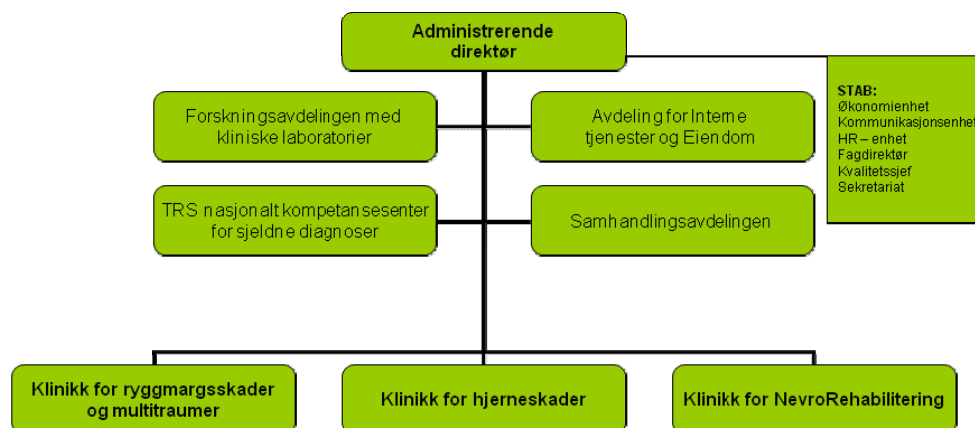 Administrerende
direktør
STAB:
Økonomienhet
Kommunikasjonsenhet
HR – enhet
Fagdirektør
Kvalitetssjef
Sekretariat
Forskningsavdelingen med
kliniske laboratorier
Avdeling for Interne
tjenester og Eiendom
TRS nasjonalt kompetansesenter
for sjeldne diagnoser
Samhandlingsavdelingen
Klinikk for ryggmargsskader
og multitraumer
Klinikk for hjerneskader
Klinikk for NevroRehabilitering